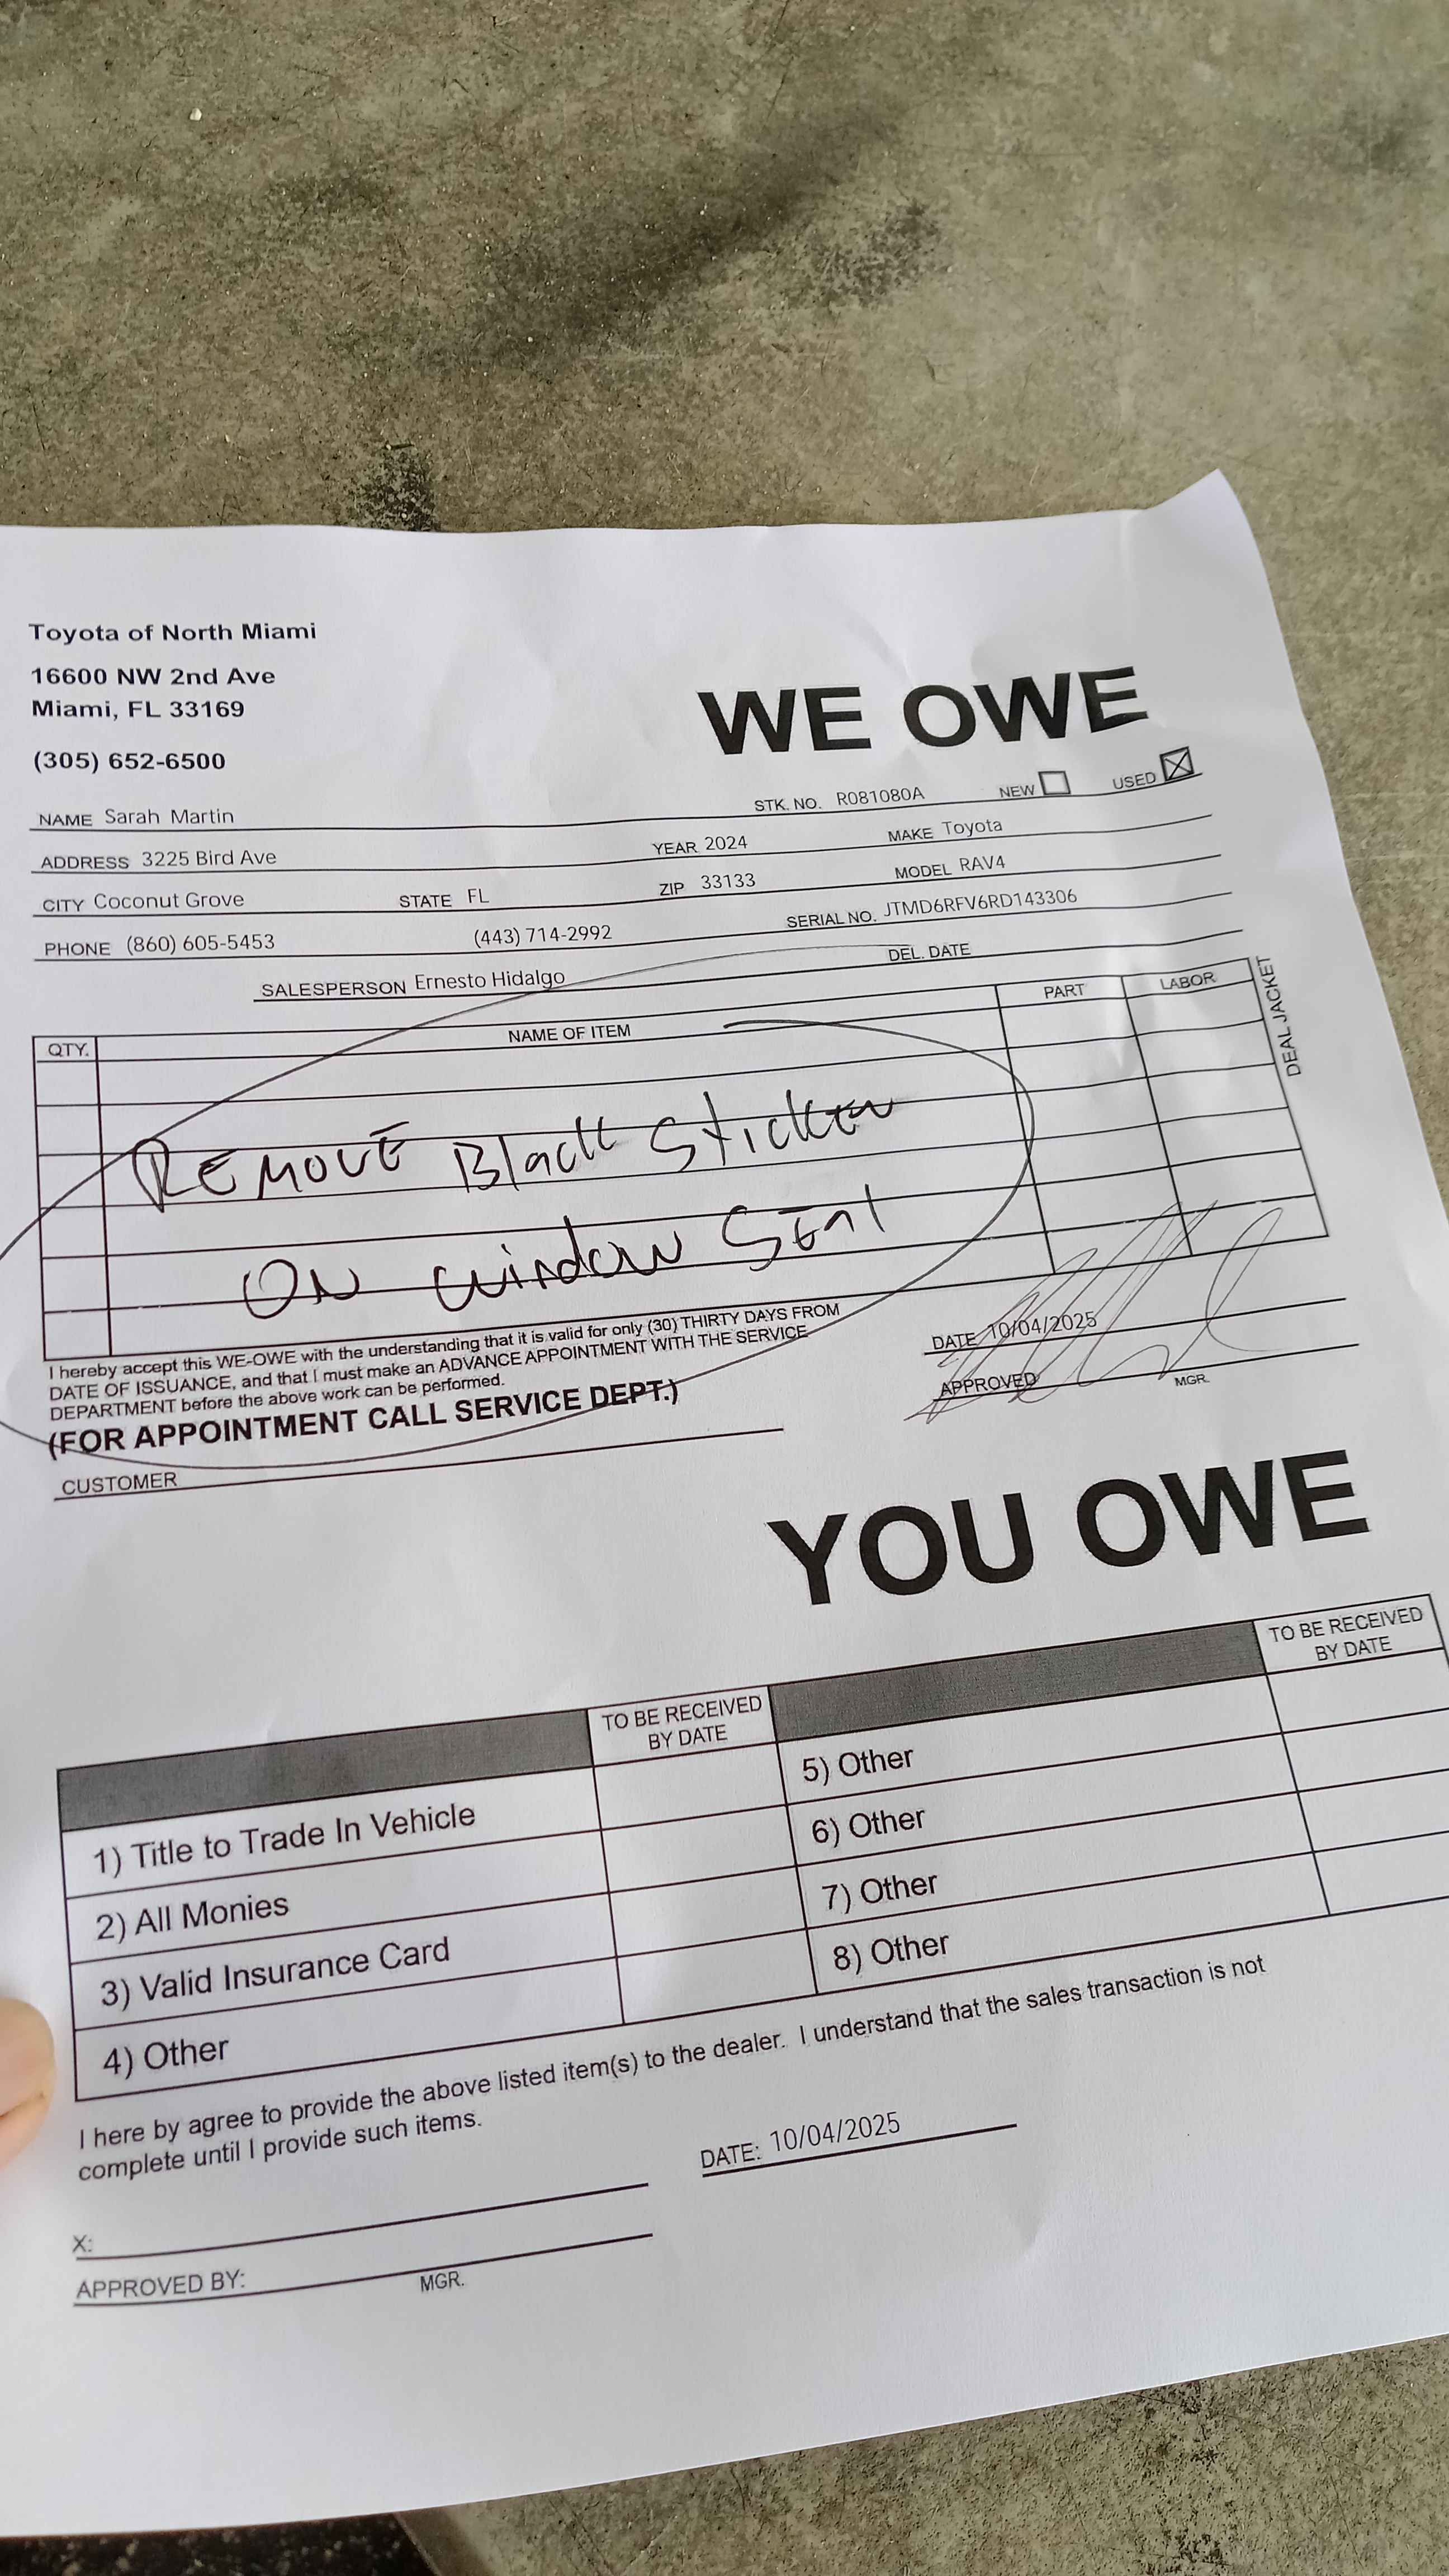 Toyota of North Miami
16600 NW 2nd Ave
Miami, FL 33169
(305) 652-6500
WE OWE
NAME Sarah Martin STK. NO. R081080A NEW USED
ADDRESS 3225 Bird Ave YEAR 2024 MAKE Toyota
CITY Coconut Grove STATE FL ZIP 33133 MODEL RAV4
PHONE (860) 605-5453 (443) 714-2992 SERIAL NO. JTMD6RFV6RD143306
SALESPERSON Ernesto Hidalgo DEL. DATE
QTY. NAME OF ITEM PART LABOR
DEAL JACKET
REMOVE Black Sticker
ON window Seal
I hereby accept this WE-OWE with the understanding that it is valid for only (30) THIRTY DAYS FROM
DATE OF ISSUANCE, and that I must make an ADVANCE APPOINTMENT WITH THE SERVICE
DEPARTMENT before the above work can be performed.
(FOR APPOINTMENT CALL SERVICE DEPT.)
DATE 10/04/2025
APPROVED MGR.
CUSTOMER
YOU OWE
TO BE RECEIVED
BY DATE
1) Title to Trade In Vehicle
2) All Monies
3) Valid Insurance Card
4) Other
TO BE RECEIVED
BY DATE
5) Other
6) Other
7) Other
8) Other
I here by agree to provide the above listed item(s) to the dealer. I understand that the sales transaction is not
complete until I provide such items.
DATE: 10/04/2025
X:
APPROVED BY: MGR.